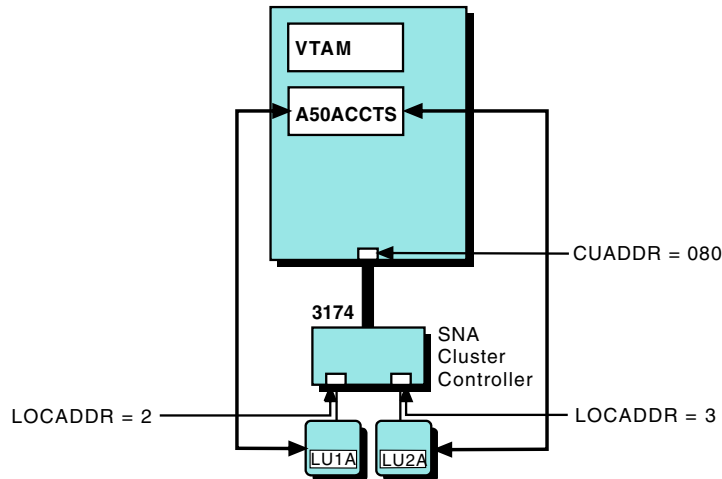 VTAM
A50ACCTS
CUADDR = 080
3174
SNA
Cluster
Controller
LOCADDR = 2
LOCADDR = 3
LU1A
LU2A